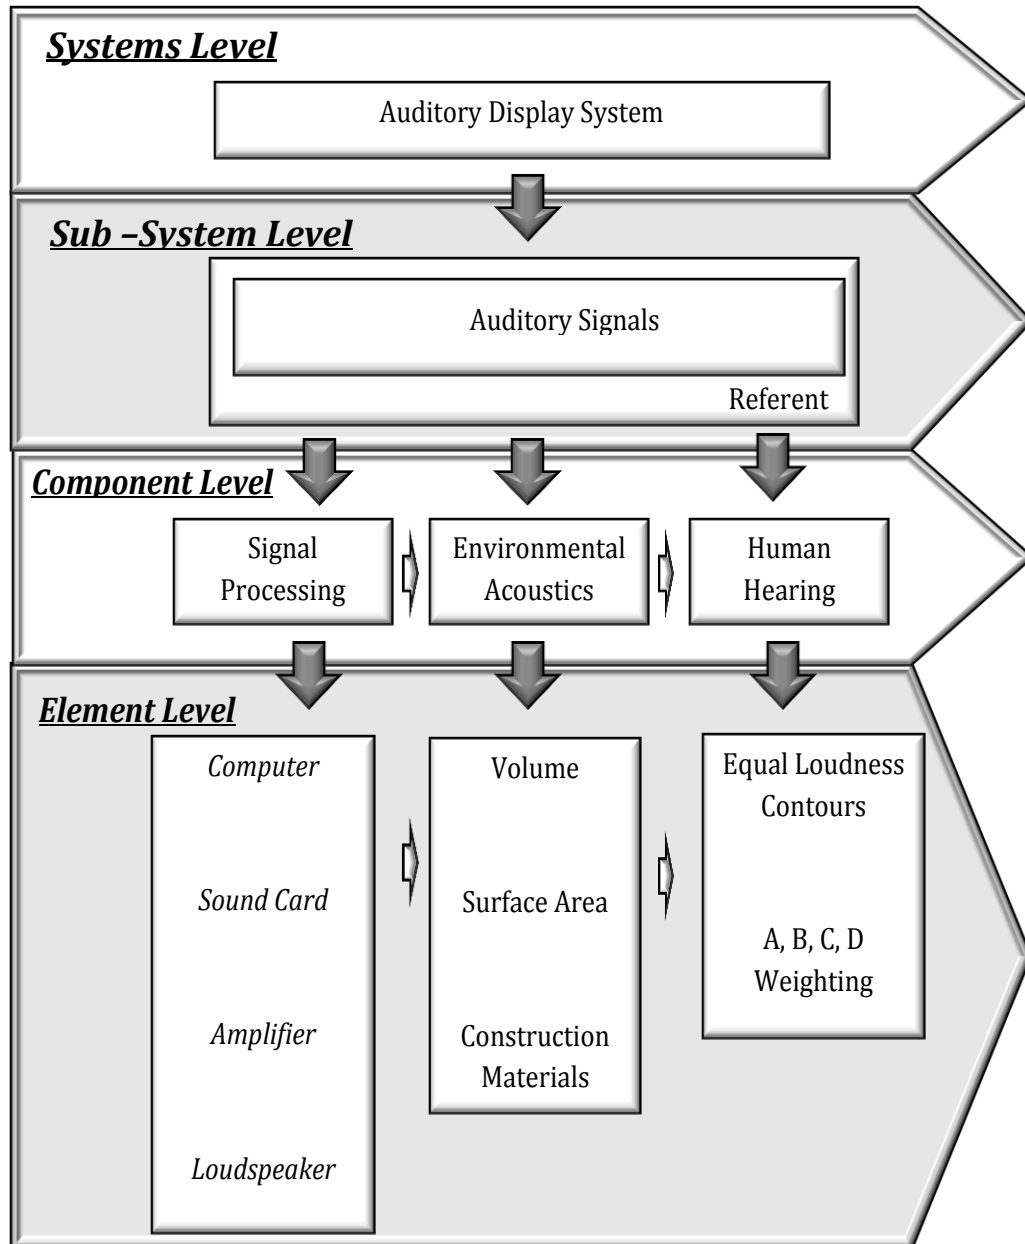 Systems Level
Auditory Display System
Sub –System Level
Auditory Signals
Referent
Component Level
Signal
Processing
Environmental
Acoustics
Human
Hearing
Element Level
Computer
Sound Card
Amplifier
Loudspeaker
Volume
Surface Area
Construction
Materials
Equal Loudness
Contours
A, B, C, D
Weighting